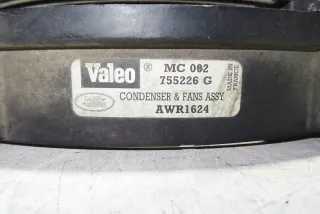 Valeo ® MC 002
755226 G
MADE IN FRANCE
CONDENSER & FANS ASSY
AWR1624